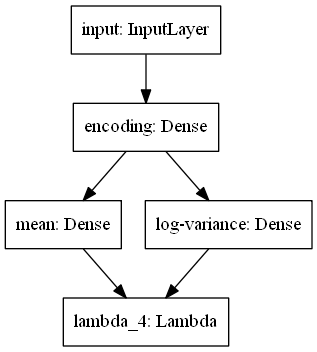 input: InputLayer
encoding: Dense
mean: Dense
log-variance: Dense
lambda_4: Lambda